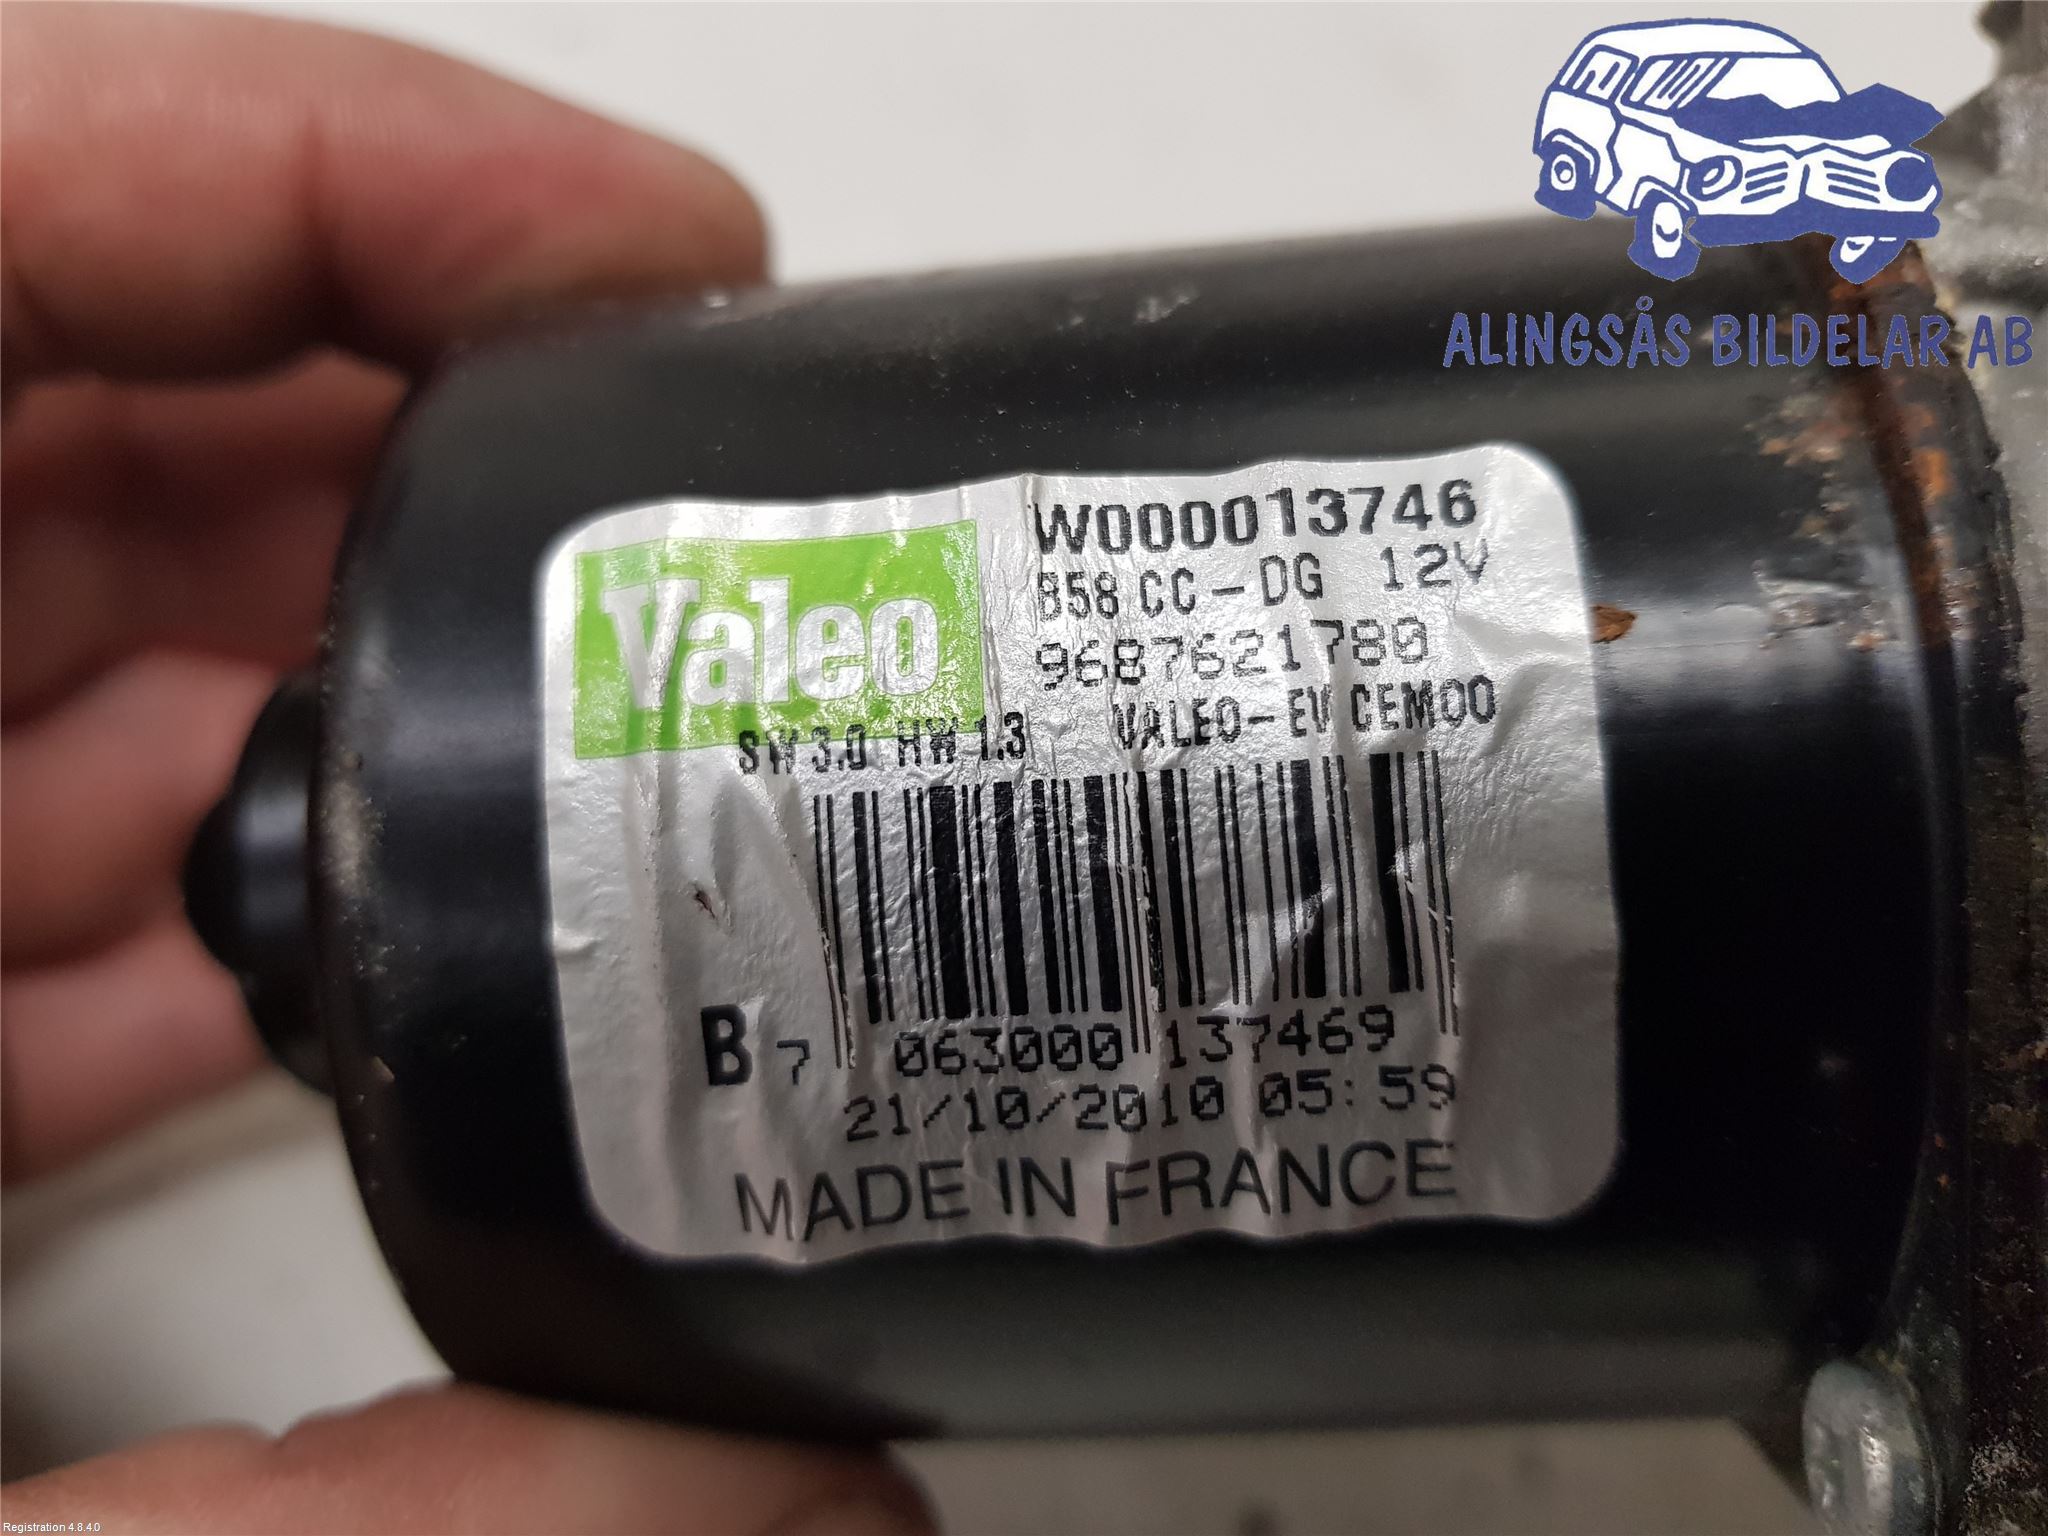 ALINGSÅS BILDELAR AB
Valeo
W000013746
B58 CC-DG 12V
9687621780
SW 3.0 HW 1.3 VALEO-EV CEM00
B 7 063000 137469
21/10/2010 05:59
MADE IN FRANCE
Registration 4.8.4.0